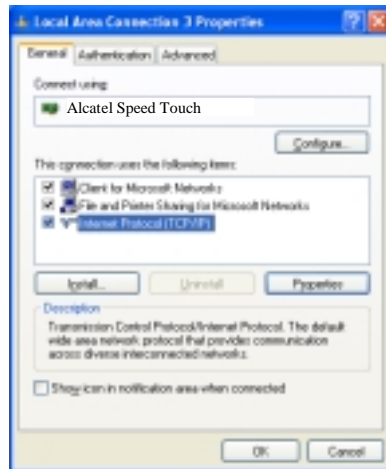 Local Area Connection 3 Properties
General Authentication Advanced
Connect using:
Alcatel Speed Touch
Configure...
This connection uses the following items:
Client for Microsoft Networks
File and Printer Sharing for Microsoft Networks
Internet Protocol (TCP/IP)
Install... Uninstall Properties
Description
Transmission Control Protocol/Internet Protocol. The default
wide area network protocol that provides communication
across diverse interconnected networks.
Show icon in notification area when connected
OK Cancel